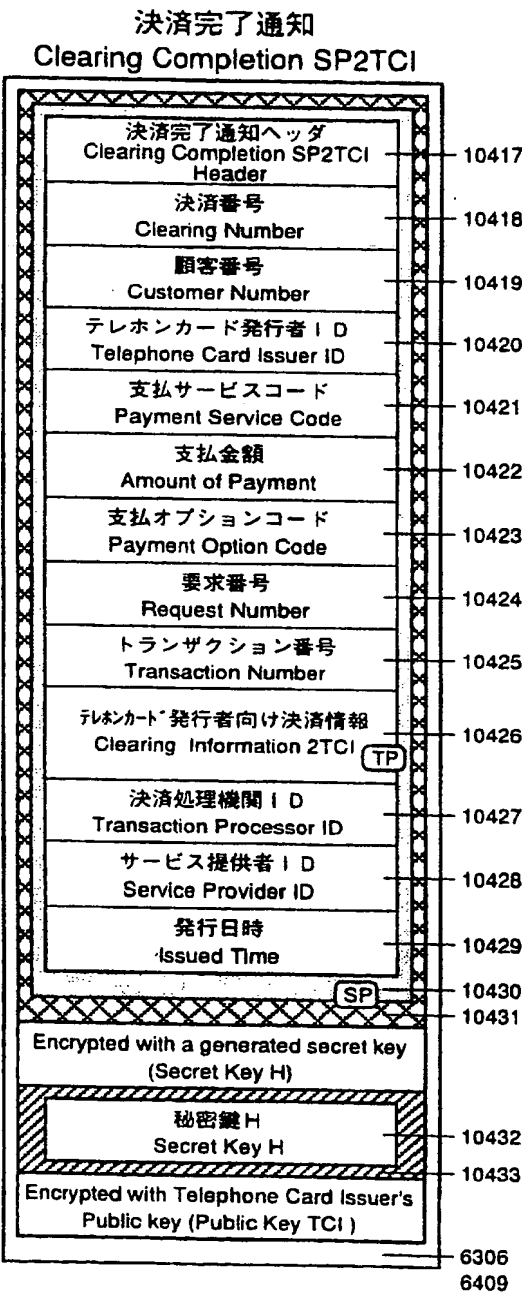 決済完了通知
Clearing Completion SP2TCI
決済完了通知ヘッダ
Clearing Completion SP2TCI
Header
10417
決済番号
Clearing Number
10418
顧客番号
Customer Number
10419
テレホンカード発行者ID
Telephone Card Issuer ID
10420
支払サービスコード
Payment Service Code
10421
支払金額
Amount of Payment
10422
支払オプションコード
Payment Option Code
10423
要求番号
Request Number
10424
トランザクション番号
Transaction Number
10425
テレホンカード発行者向け決済情報
Clearing Information 2TCI
TP
10426
決済処理機関ID
Transaction Processor ID
10427
サービス提供者ID
Service Provider ID
10428
発行日時
Issued Time
10429
SP
10430
10431
Encrypted with a generated secret key
(Secret Key H)
秘密鍵H
Secret Key H
10432
10433
Encrypted with Telephone Card Issuer's
Public key (Public Key TCI)
6306
6409